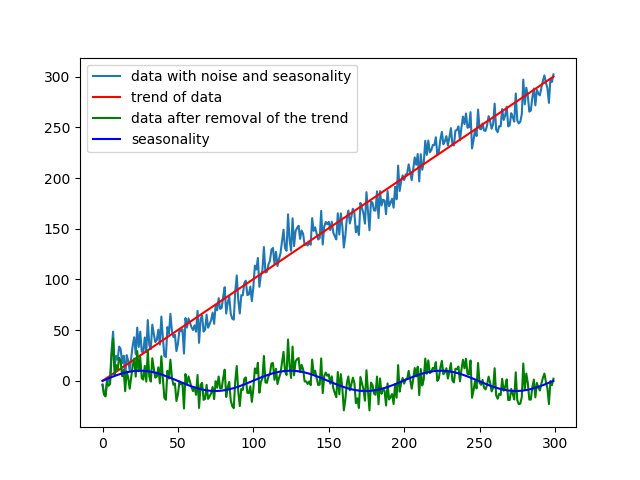 data with noise and seasonality
trend of data
data after removal of the trend
seasonality
300
250
200
150
100
50
0
0 50 100 150 200 250 300